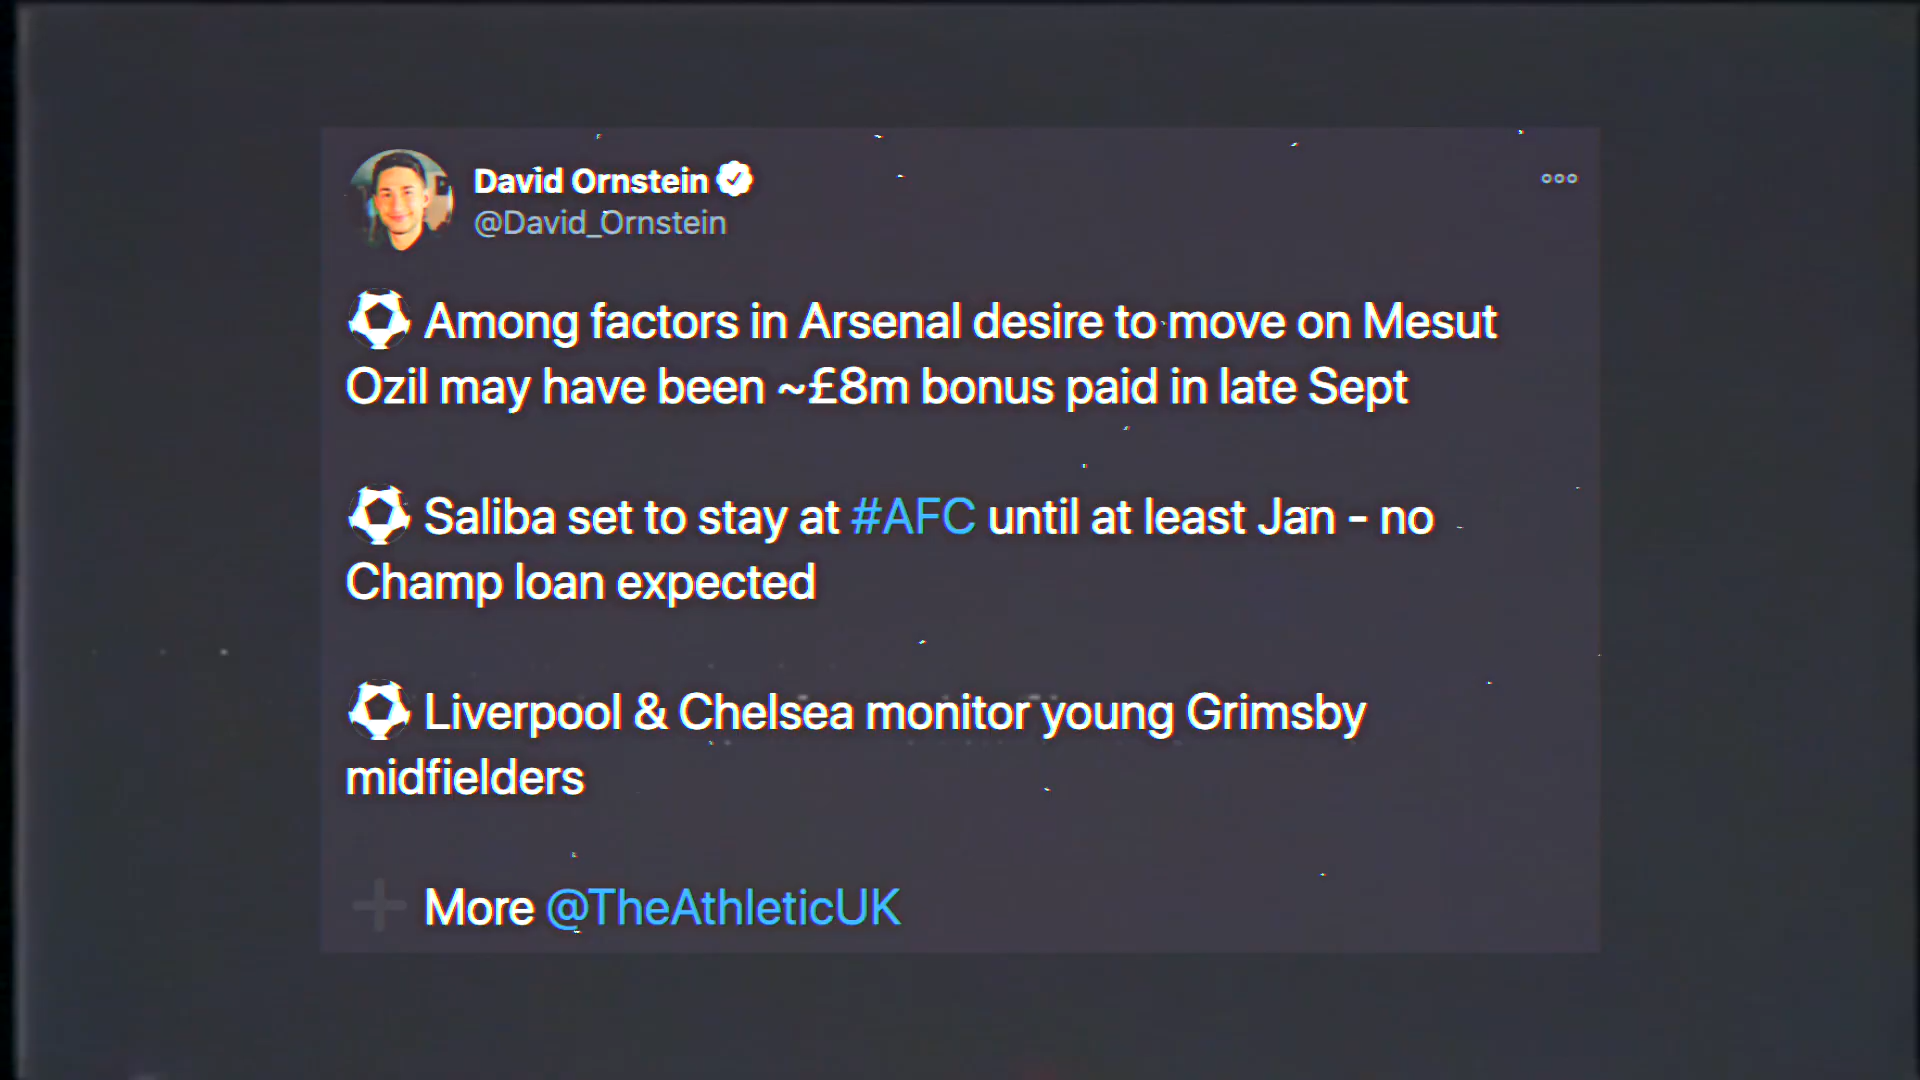 David Ornstein
@David_Ornstein
Among factors in Arsenal desire to move on Mesut
Ozil may have been ~£8m bonus paid in late Sept
Saliba set to stay at #AFC until at least Jan - no
Champ loan expected
Liverpool & Chelsea monitor young Grimsby
midfielders
More @TheAthleticUK